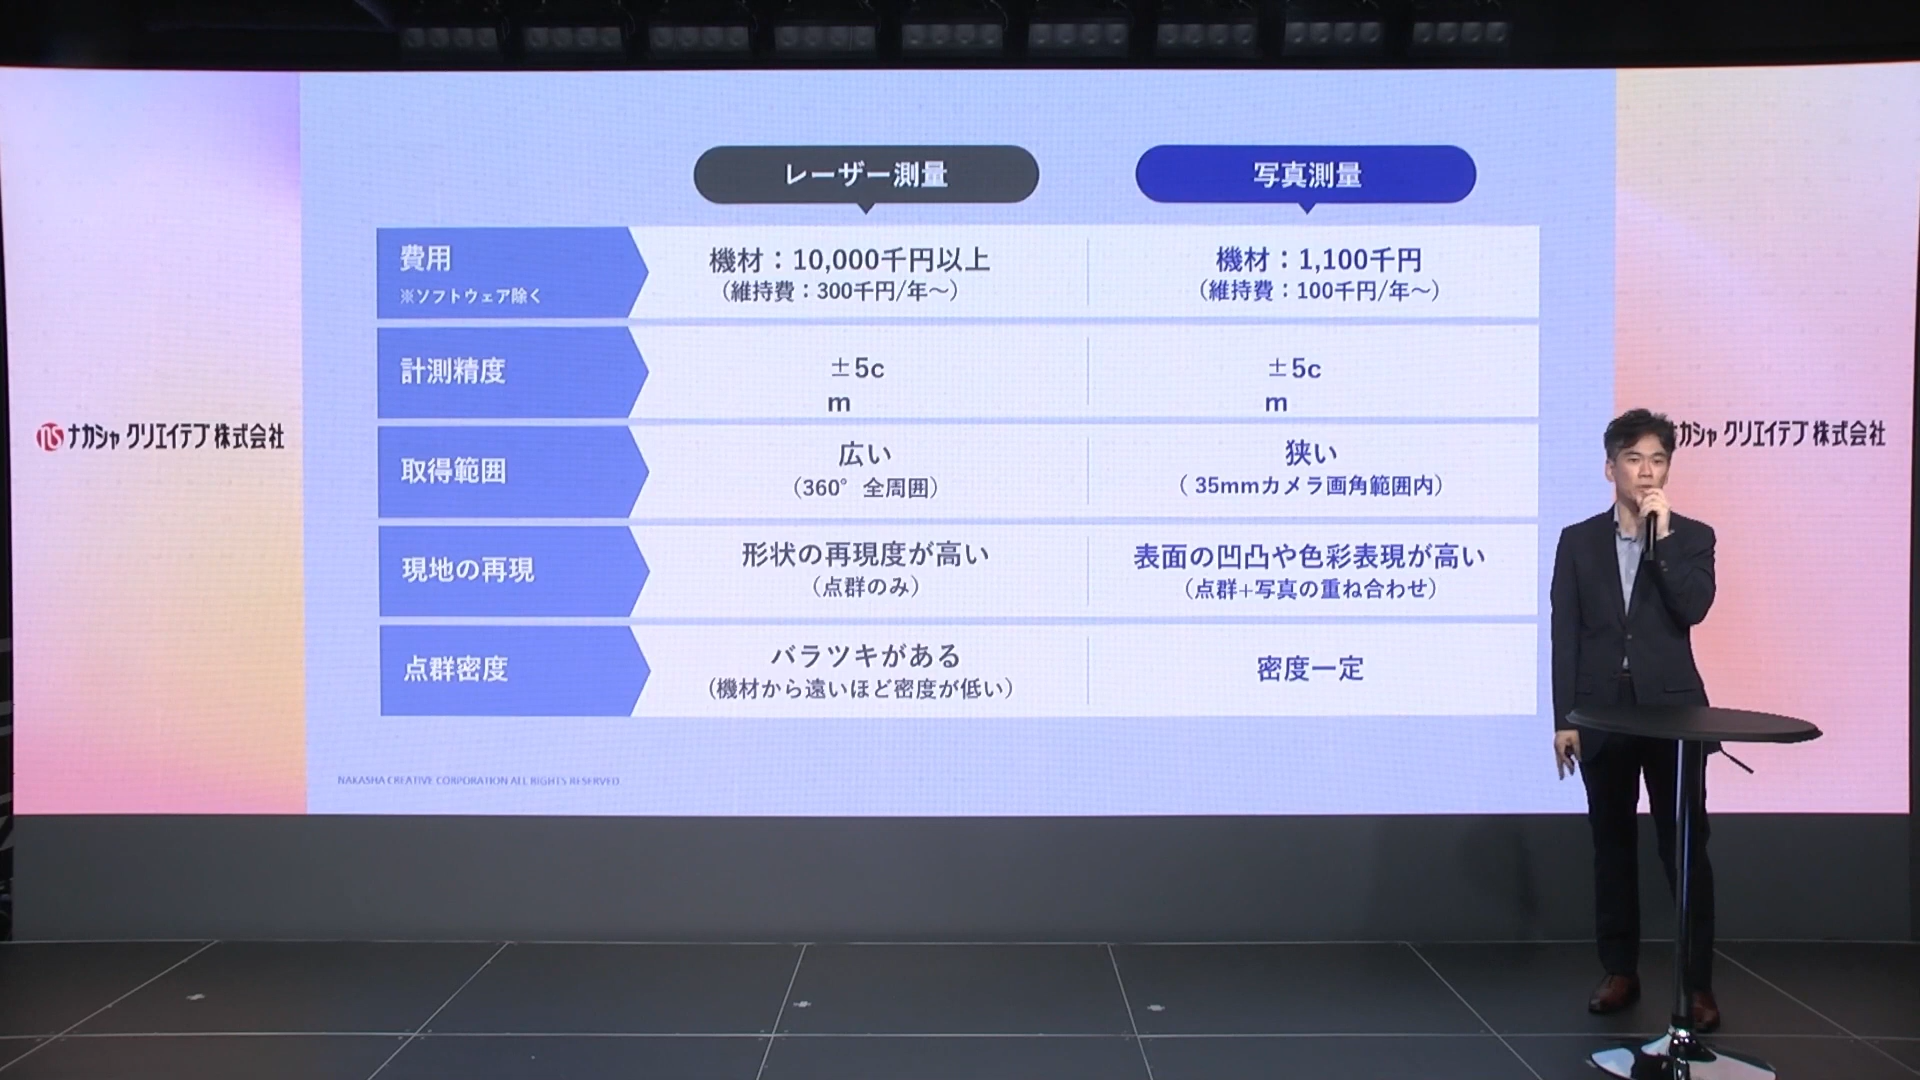 レーザー測量
写真測量
費用
※ソフトウェア除く
機材：10,000千円以上
（維持費：300千円/年～）
機材：1,100千円
（維持費：100千円/年～）
計測精度
±5c
m
±5c
m
取得範囲
広い
（360°全周囲）
狭い
（ 35mmカメラ画角範囲内）
現地の再現
形状の再現度が高い
（点群のみ）
表面の凹凸や色彩表現が高い
（点群+写真の重ね合わせ）
点群密度
バラツキがある
（機材から遠いほど密度が低い）
密度一定
ナカシャ クリエイテブ 株式会社
カシャ クリエイテブ 株式会社
NAKASHA CREATIVE CORPORATION ALL RIGHTS RESERVED